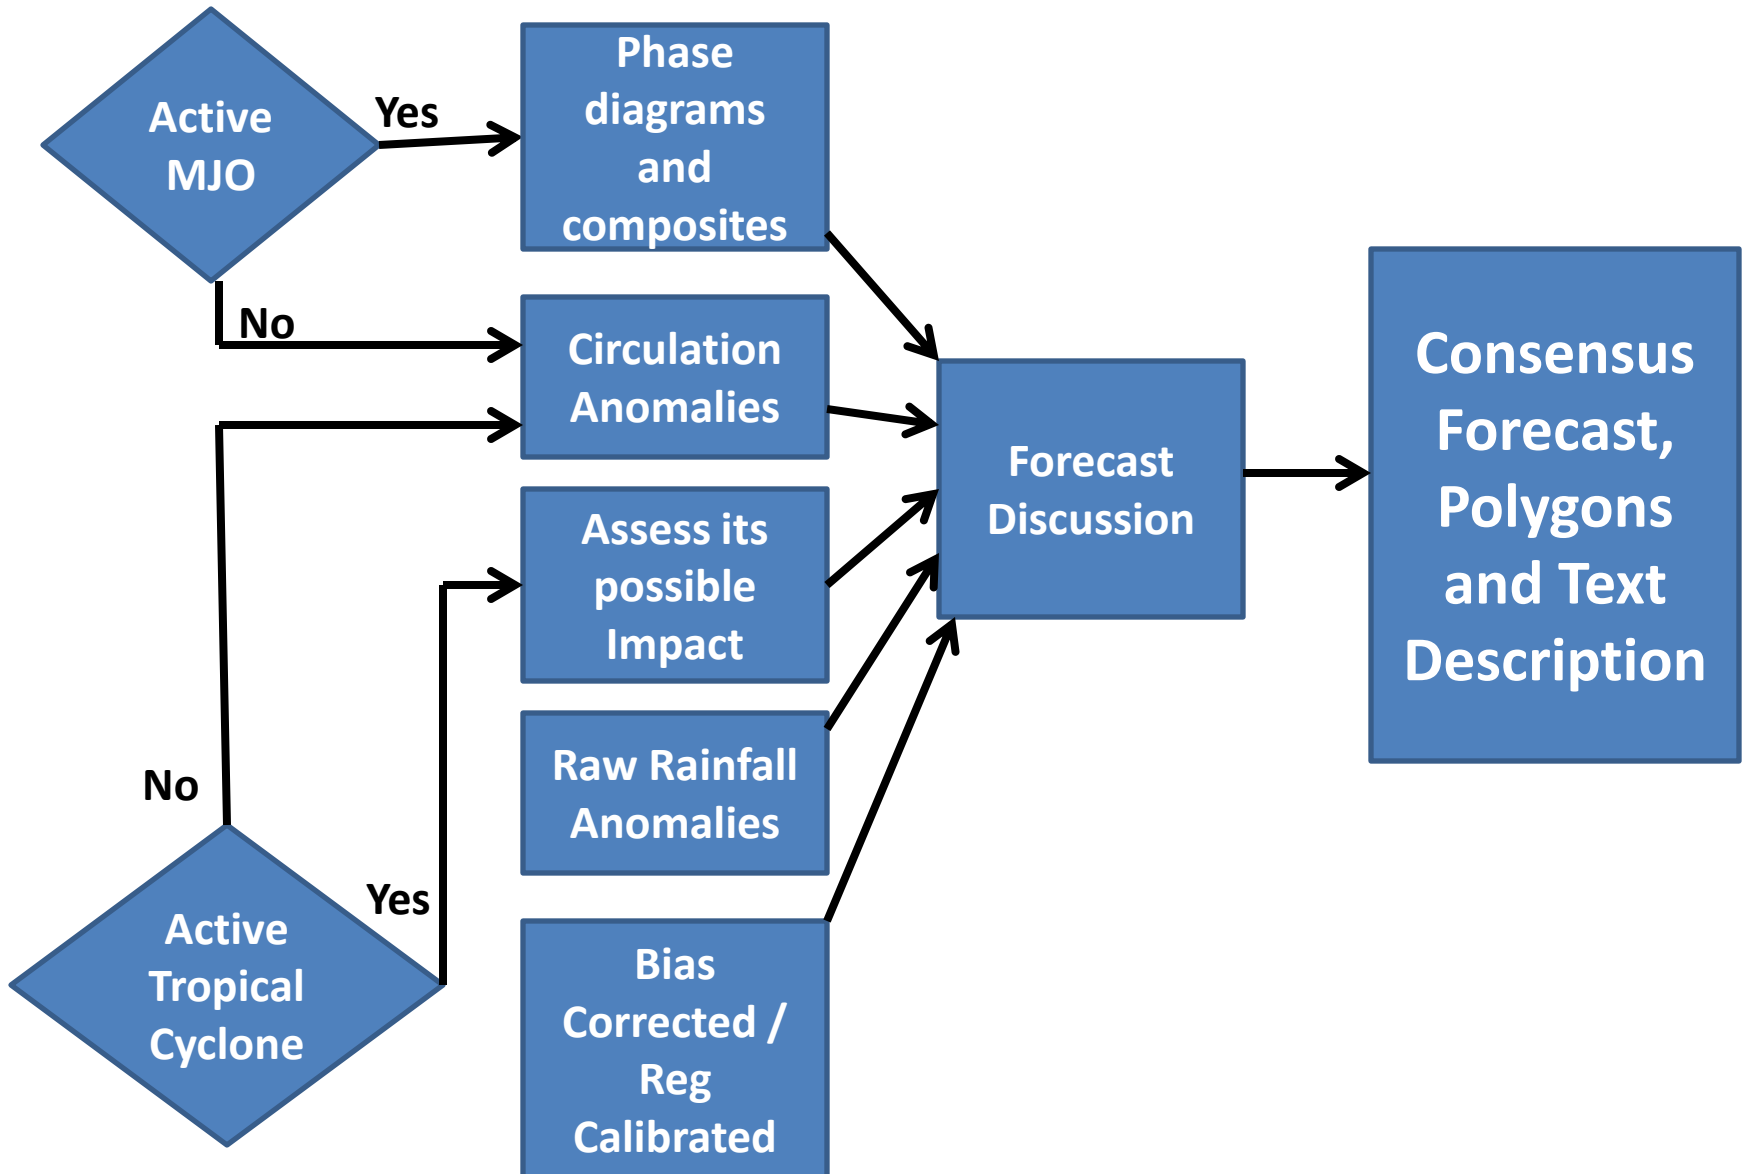 Active
MJO
Yes
No
Phase
diagrams
and
composites
Circulation
Anomalies
Assess its
possible
Impact
Raw Rainfall
Anomalies
Bias
Corrected /
Reg
Calibrated
No
Yes
Active
Tropical
Cyclone
Forecast
Discussion
Consensus
Forecast,
Polygons
and Text
Description